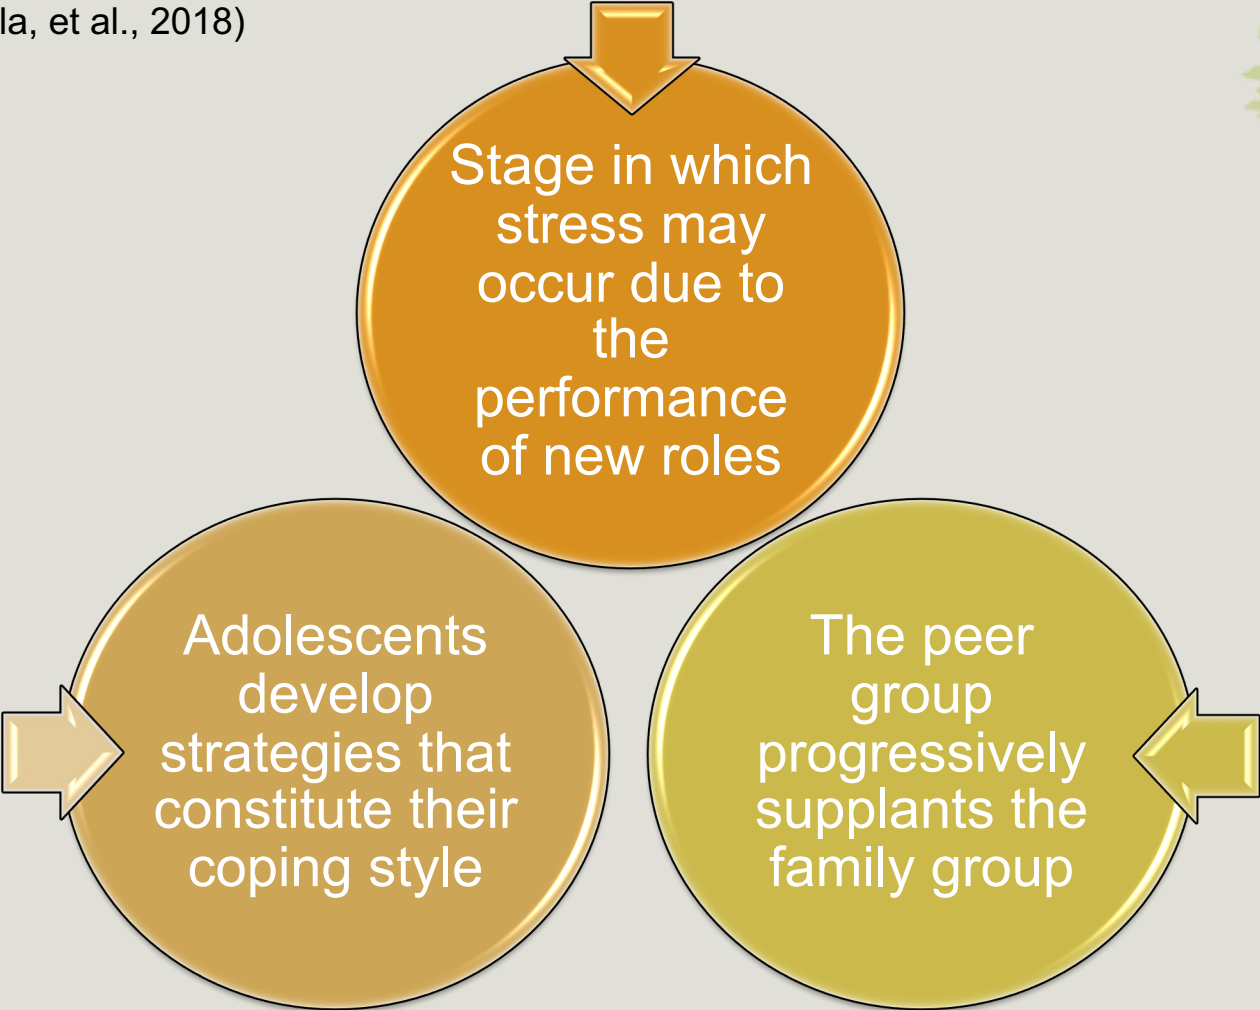 la, et al., 2018)
Stage in which
stress may
occur due to
the
performance
of new roles
Adolescents
develop
strategies that
constitute their
coping style
The peer
group
progressively
supplants the
family group